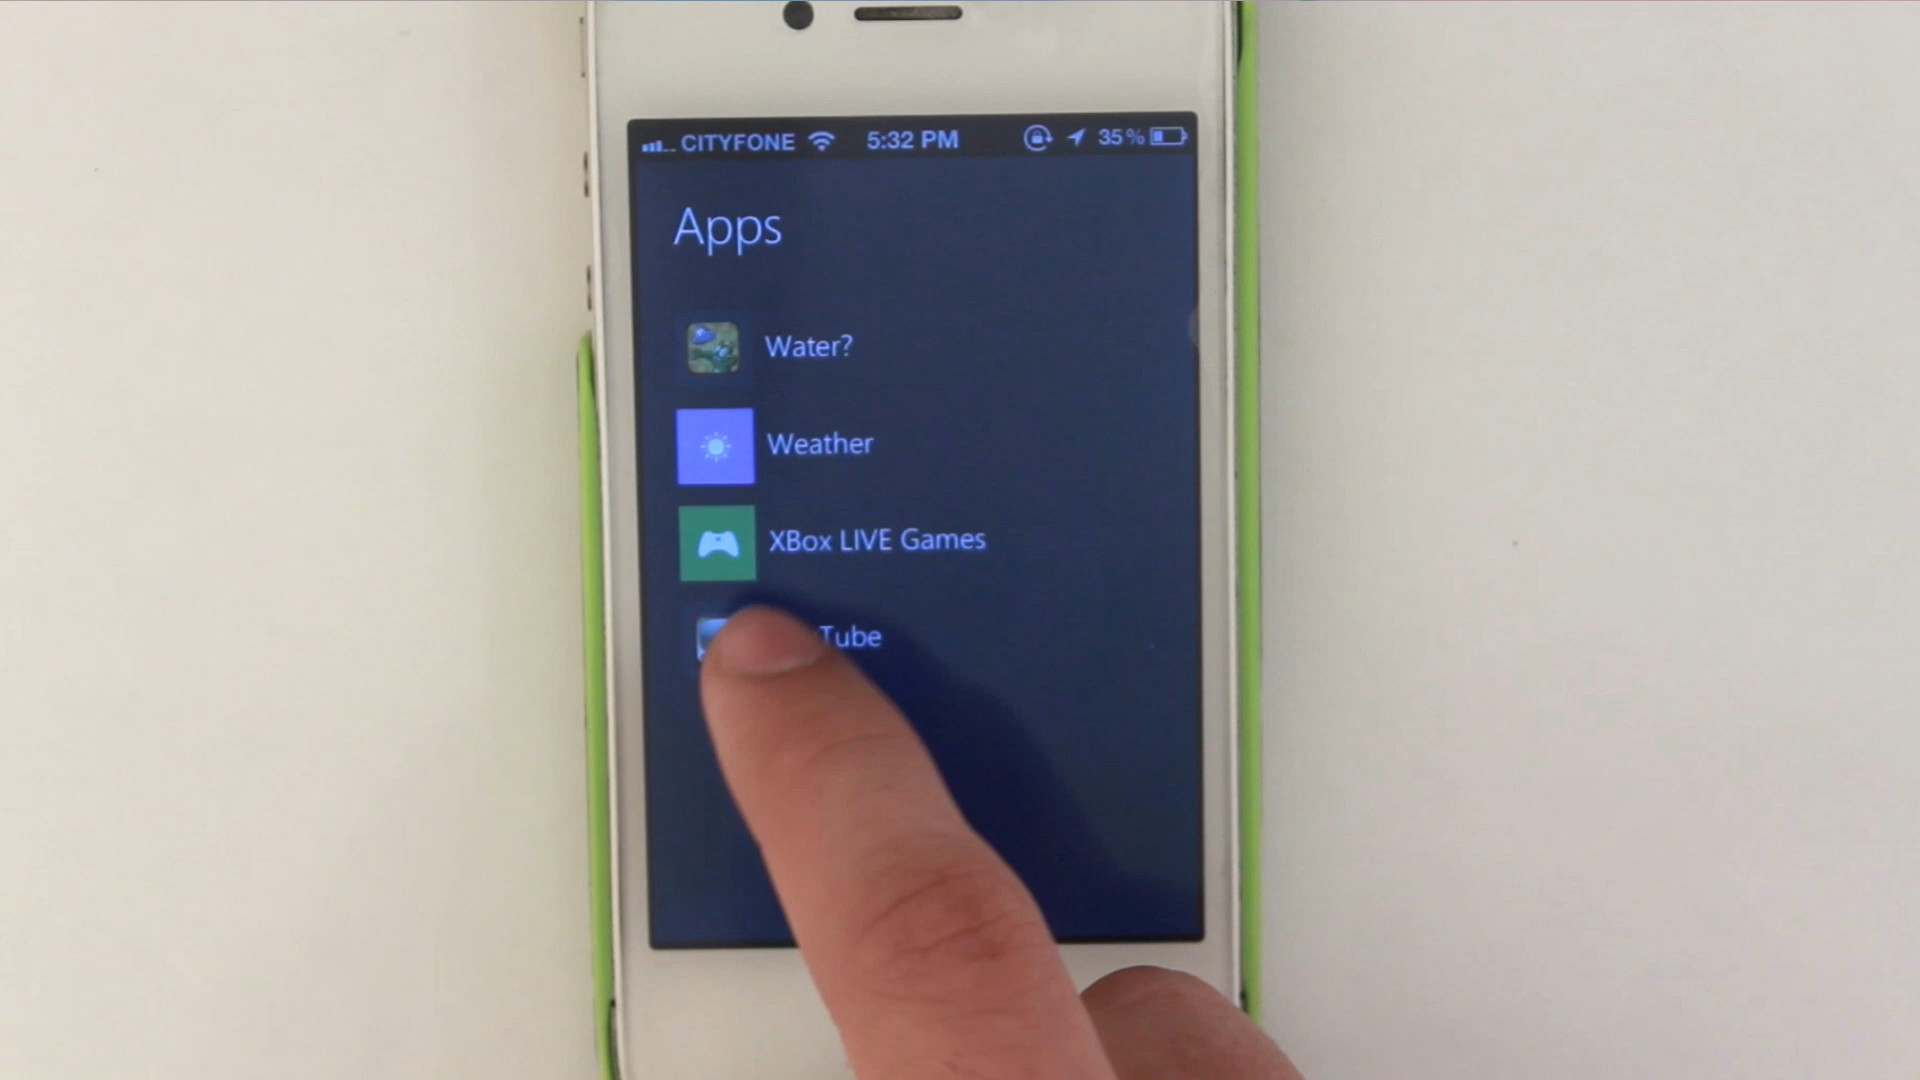 CITYFONE 5:32 PM 35%
Apps
Water?
Weather
XBox LIVE Games
Tube